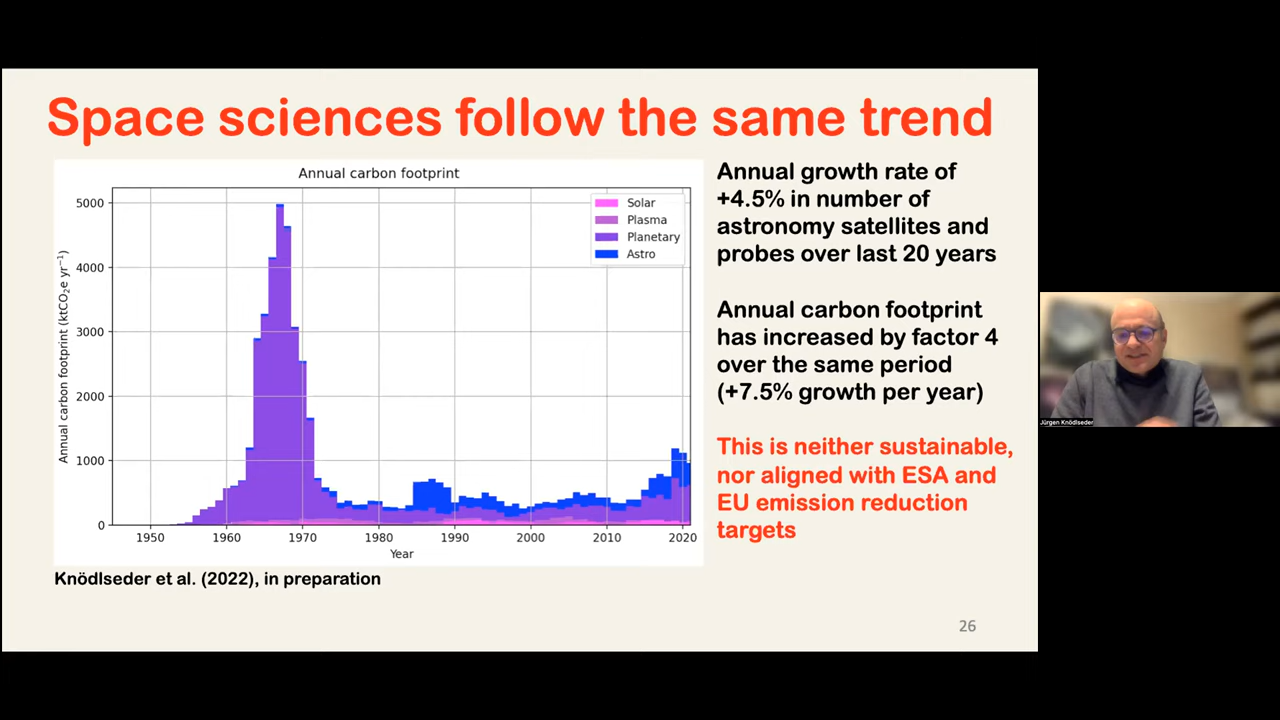 Space sciences follow the same trend
Annual carbon footprint
Annual carbon footprint (ktCO₂e yr⁻¹)
5000
4000
3000
2000
1000
0
Solar
Plasma
Planetary
Astro
1950
1960
1970
1980
1990
2000
2010
2020
Year
Knödlseder et al. (2022), in preparation
Annual growth rate of
+4.5% in number of
astronomy satellites and
probes over last 20 years
Annual carbon footprint
has increased by factor 4
over the same period
(+7.5% growth per year)
This is neither sustainable,
nor aligned with ESA and
EU emission reduction
targets
26
Jürgen Knödlseder